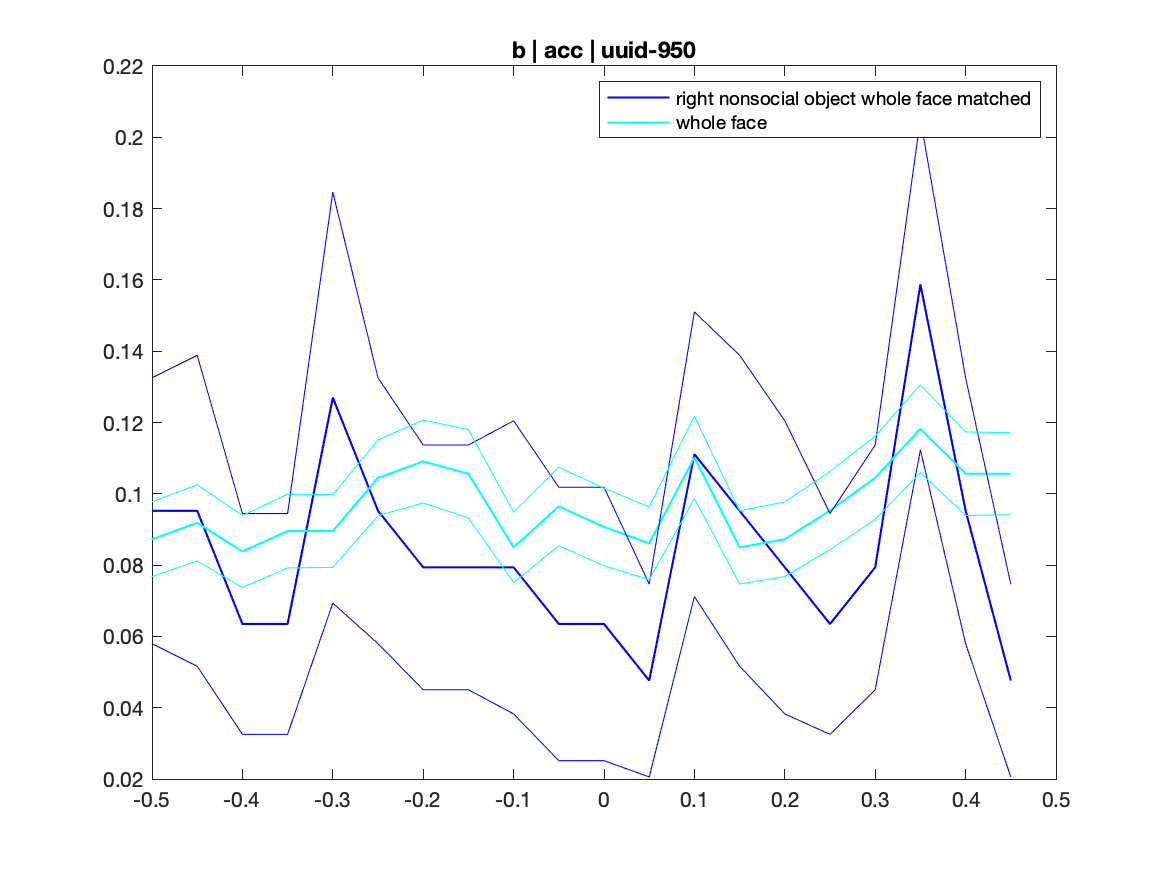 b | acc | uuid-950
right nonsocial object whole face matched
whole face
0.22
0.2
0.18
0.16
0.14
0.12
0.1
0.08
0.06
0.04
0.02
-0.5 -0.4 -0.3 -0.2 -0.1 0 0.1 0.2 0.3 0.4 0.5